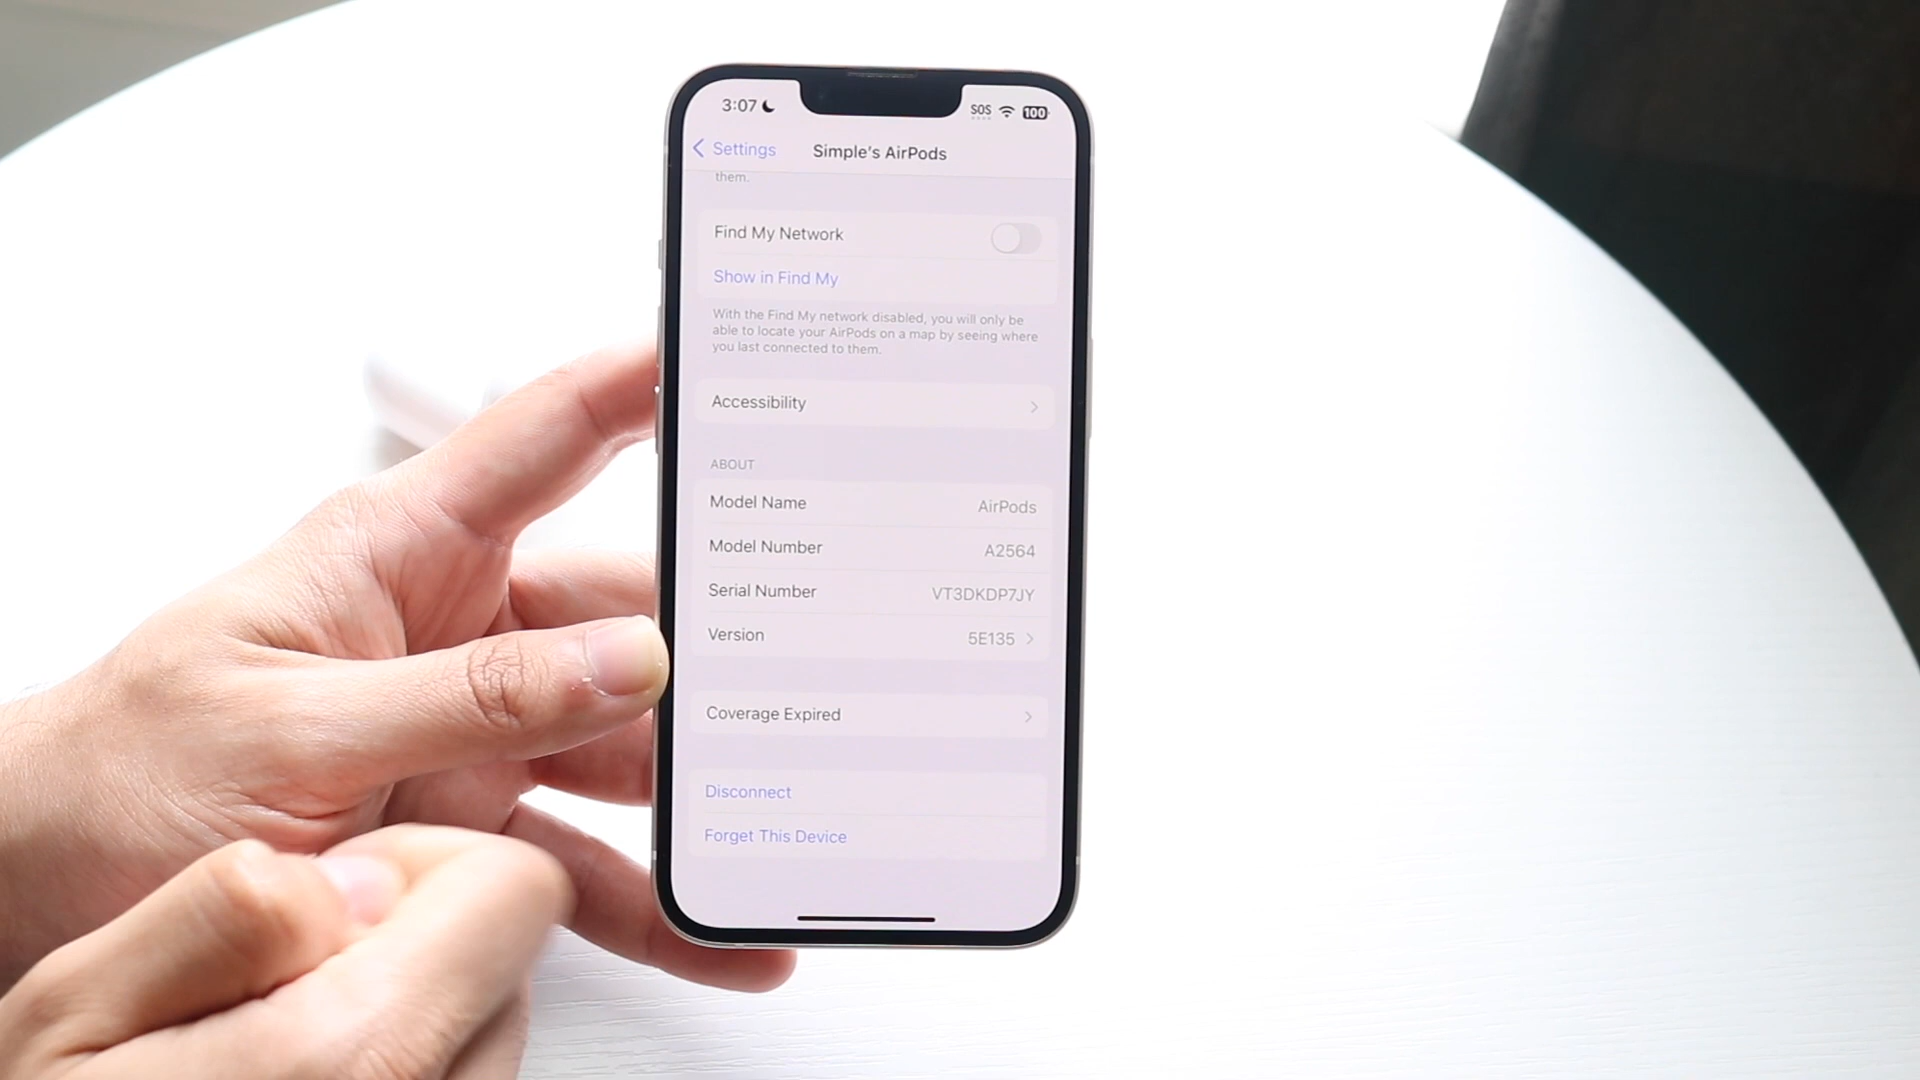 3:07
SOS 100
Settings
Simple's AirPods
them.
Find My Network
Show in Find My
With the Find My network disabled, you will only be
able to locate your AirPods on a map by seeing where
you last connected to them.
Accessibility
ABOUT
Model Name AirPods
Model Number A2564
Serial Number VT3DKDP7JY
Version 5E135
Coverage Expired
Disconnect
Forget This Device